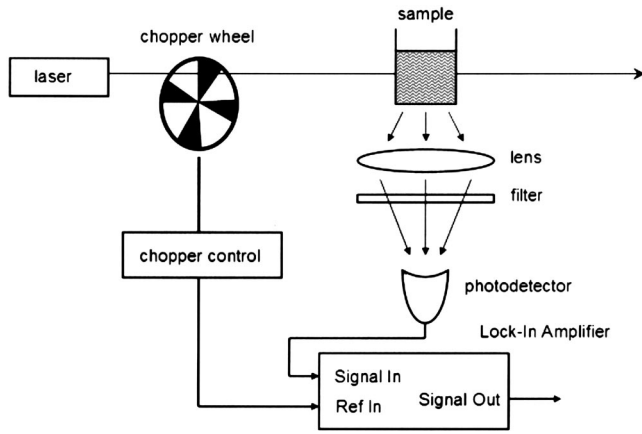 sample
chopper wheel
laser
lens
filter
chopper control
photodetector
Lock-In Amplifier
Signal In
Signal Out
Ref In